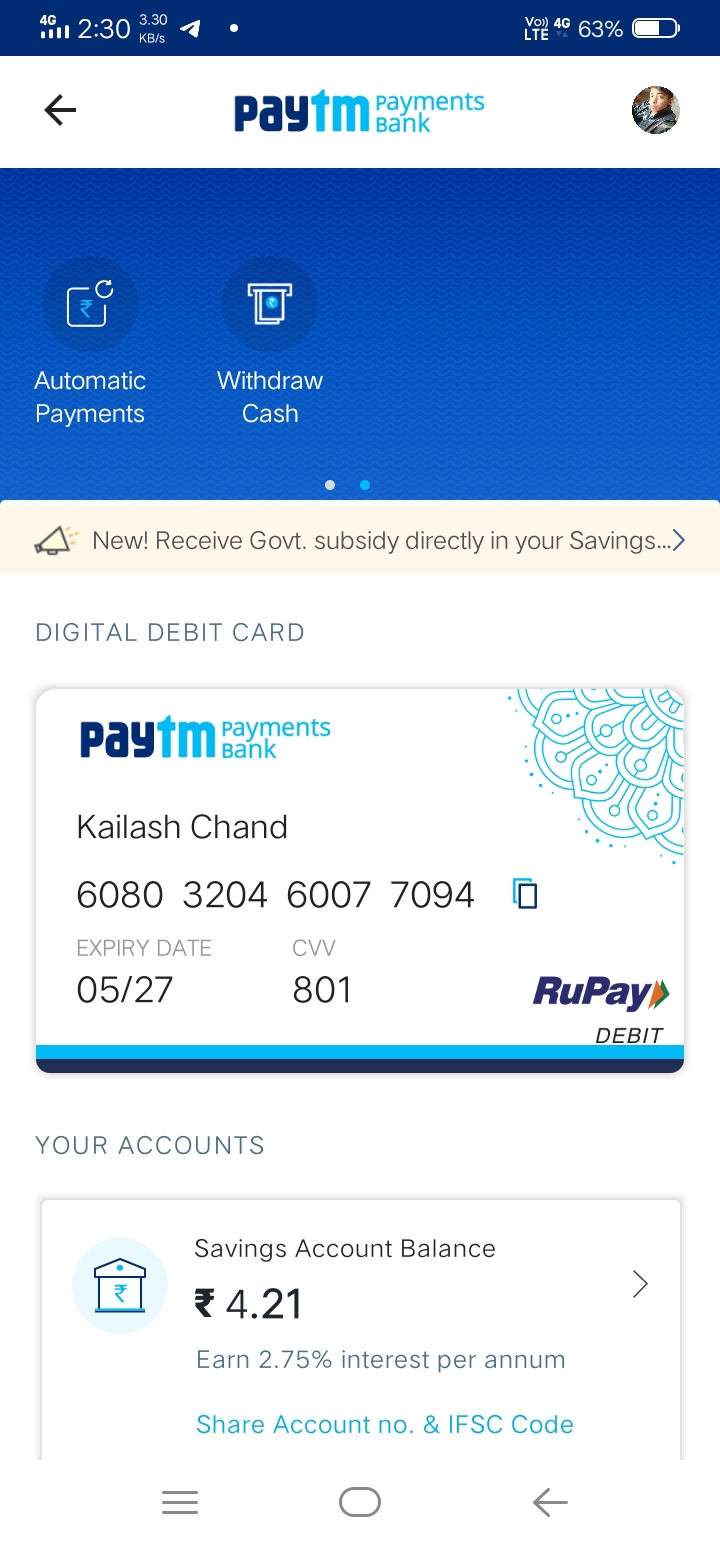 4G 2:30 3.30
KB/s
Vo)) 4G 63%
LTE
paytm Payments
Bank
Automatic
Payments
Withdraw
Cash
New! Receive Govt. subsidy directly in your Savings...
DIGITAL DEBIT CARD
paytm Payments
Bank
Kailash Chand
6080 3204 6007 7094
EXPIRY DATE CVV
05/27 801
RuPay
DEBIT
YOUR ACCOUNTS
Savings Account Balance
₹ 4.21
Earn 2.75% interest per annum
Share Account no. & IFSC Code